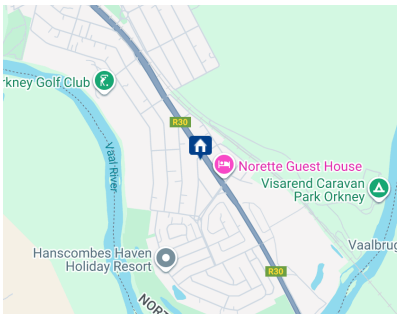 rkney Golf Club
R30
Vaal River
Norette Guest House
Visarend Caravan
Park Orkney
Vaalbrug
Hanscombes Haven
Holiday Resort
R30
NORT